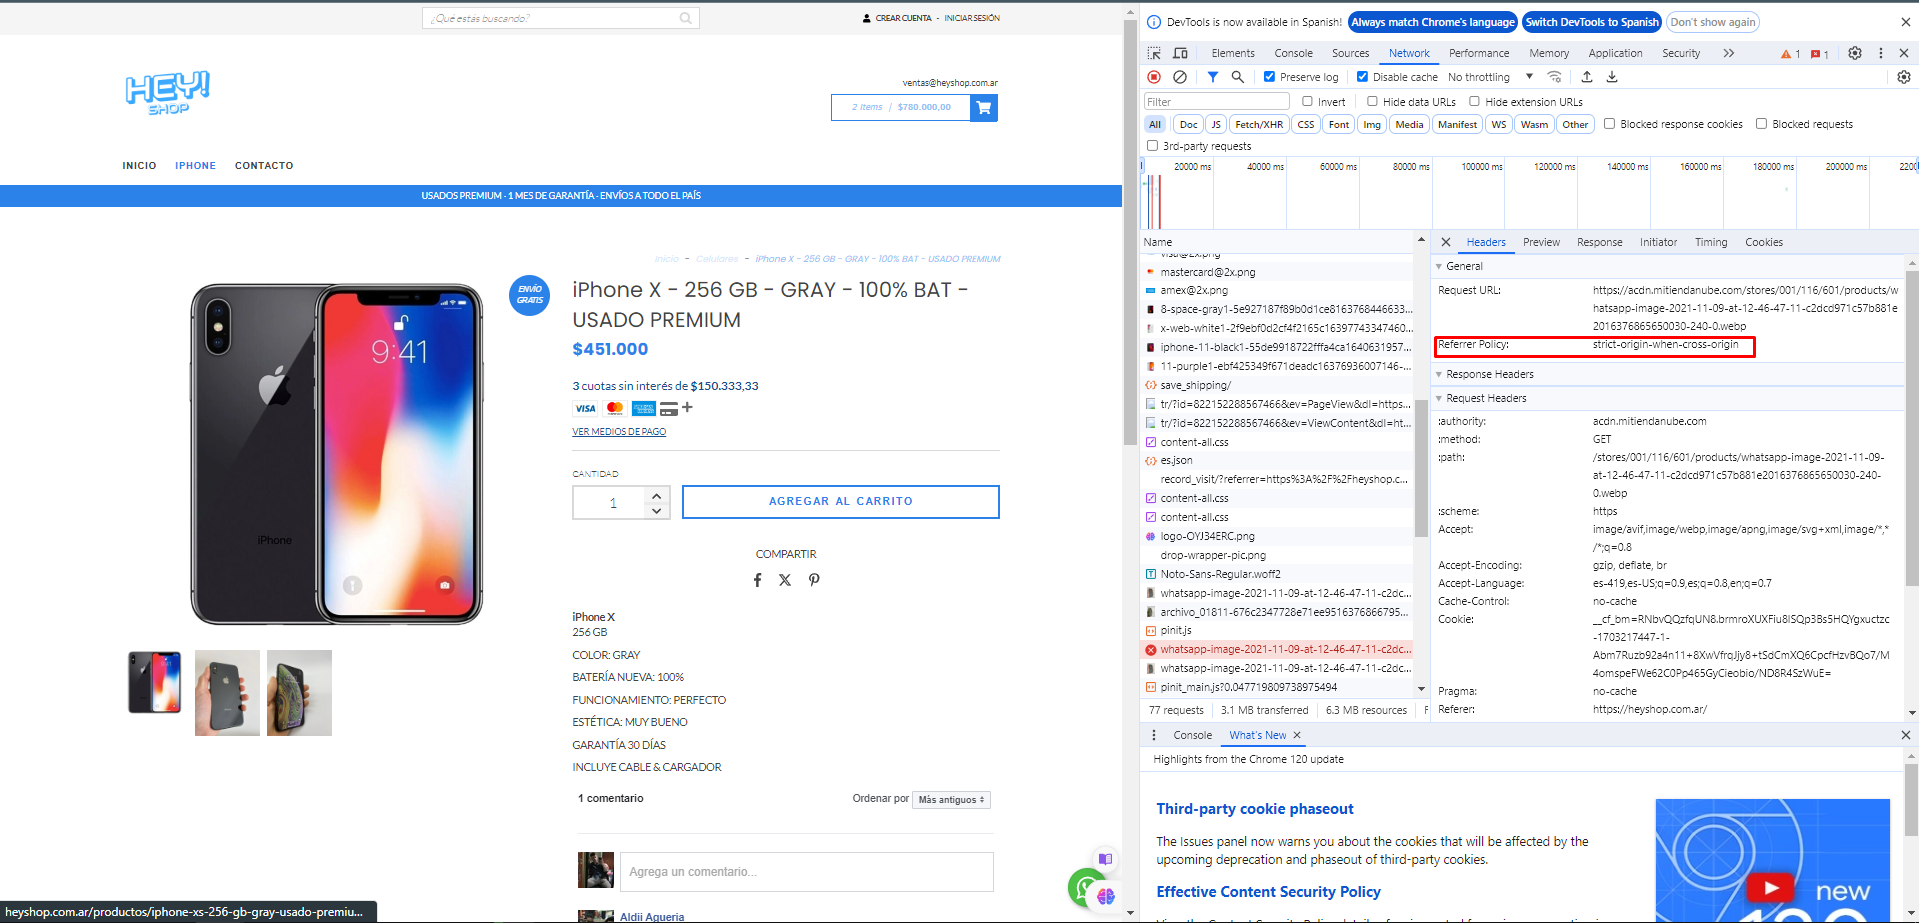 ¿Qué estas buscando?
CREAR CUENTA - INICIAR SESIÓN
HEY!
SHOP
ventas@heyshop.com.ar
2 Items / $780.000,00
INICIO IPHONE CONTACTO
USADOS PREMIUM - 1 MES DE GARANTÍA - ENVÍOS A TODO EL PAÍS
Inicio - Celulares - iPhone X - 256 GB - GRAY - 100% BAT - USADO PREMIUM
ENVÍO
GRATIS
iPhone X - 256 GB - GRAY - 100% BAT -
USADO PREMIUM
$451.000
3 cuotas sin interés de $150.333,33
VISA
VER MEDIOS DE PAGO
9:41
iPhone
CANTIDAD
1
AGREGAR AL CARRITO
COMPARTIR
iPhone X
256 GB
COLOR: GRAY
BATERÍA NUEVA: 100%
FUNCIONAMIENTO: PERFECTO
ESTÉTICA: MUY BUENO
GARANTÍA 30 DÍAS
INCLUYE CABLE & CARGADOR
1 comentario
Ordenar por Más antiguos
Agrega un comentario...
Aldii Agueria
heyshop.com.ar/productos/iphone-xs-256-gb-gray-usado-premiu...
DevTools is now available in Spanish! Always match Chrome's language Switch DevTools to Spanish Don't show again
Elements Console Sources Network Performance Memory Application Security 1 1
Preserve log Disable cache No throttling
Filter Invert Hide data URLs Hide extension URLs
All Doc JS Fetch/XHR CSS Font Img Media Manifest WS Wasm Other Blocked response cookies Blocked requests
3rd-party requests
20000 ms 40000 ms 60000 ms 80000 ms 100000 ms 120000 ms 140000 ms 160000 ms 180000 ms 200000 ms 2200
Name
visa@2x.png
mastercard@2x.png
amex@2x.png
8-space-gray1-5e927187f89b0d1ce8163768446633...
x-web-white1-2f9ebf0d2cf4f2165c16397743347460...
iphone-11-black1-55de9918722fffa4ca1640631957...
11-purple1-ebf425349f671deadc16376936007146-...
save_shipping/
tr/?id=822152288567466&ev=PageView&dl=https...
tr/?id=822152288567466&ev=ViewContent&dl=ht...
content-all.css
es.json
record_visit/?referrer=https%3A%2F%2Fheyshop.c...
content-all.css
content-all.css
logo-OYJ34ERC.png
drop-wrapper-pic.png
Noto-Sans-Regular.woff2
whatsapp-image-2021-11-09-at-12-46-47-11-c2dc...
archivo_01811-676c2347728e71ee9516376866795...
pinit.js
whatsapp-image-2021-11-09-at-12-46-47-11-c2dc...
whatsapp-image-2021-11-09-at-12-46-47-11-c2dc...
pinit_main.js?0.047719809738975494
77 requests 3.1 MB transferred 6.3 MB resources F
Headers Preview Response Initiator Timing Cookies
General
Request URL: https://acdn.mitiendanube.com/stores/001/116/601/products/w
hatsapp-image-2021-11-09-at-12-46-47-11-c2dcd971c57b881e
2016376865650030-240-0.webp
Referrer Policy: strict-origin-when-cross-origin
Response Headers
Request Headers
:authority: acdn.mitiendanube.com
:method: GET
:path: /stores/001/116/601/products/whatsapp-image-2021-11-09-
at-12-46-47-11-c2dcd971c57b881e2016376865650030-240-
0.webp
:scheme: https
Accept: image/avif,image/webp,image/apng,image/svg+xml,image/*,*
/*;q=0.8
Accept-Encoding: gzip, deflate, br
Accept-Language: es-419,es-US;q=0.9,es;q=0.8,en;q=0.7
Cache-Control: no-cache
Cookie: __cf_bm=RNbvQQzfqUN8.brmroXUXFiu8ISQp3Bs5HQYgxuctzc
-1703217447-1-
Abm7Ruzb92a4n11+8XwVfrqJjy8+tSdCmXQ6CpcfHzvBQo7/M
4omspeFWe62C0Pp465GyCieobio/ND8R4SzWuE=
Pragma: no-cache
Referer: https://heyshop.com.ar/
Console What's New
Highlights from the Chrome 120 update
Third-party cookie phaseout
The Issues panel now warns you about the cookies that will be affected by the
upcoming deprecation and phaseout of third-party cookies.
Effective Content Security Policy
new